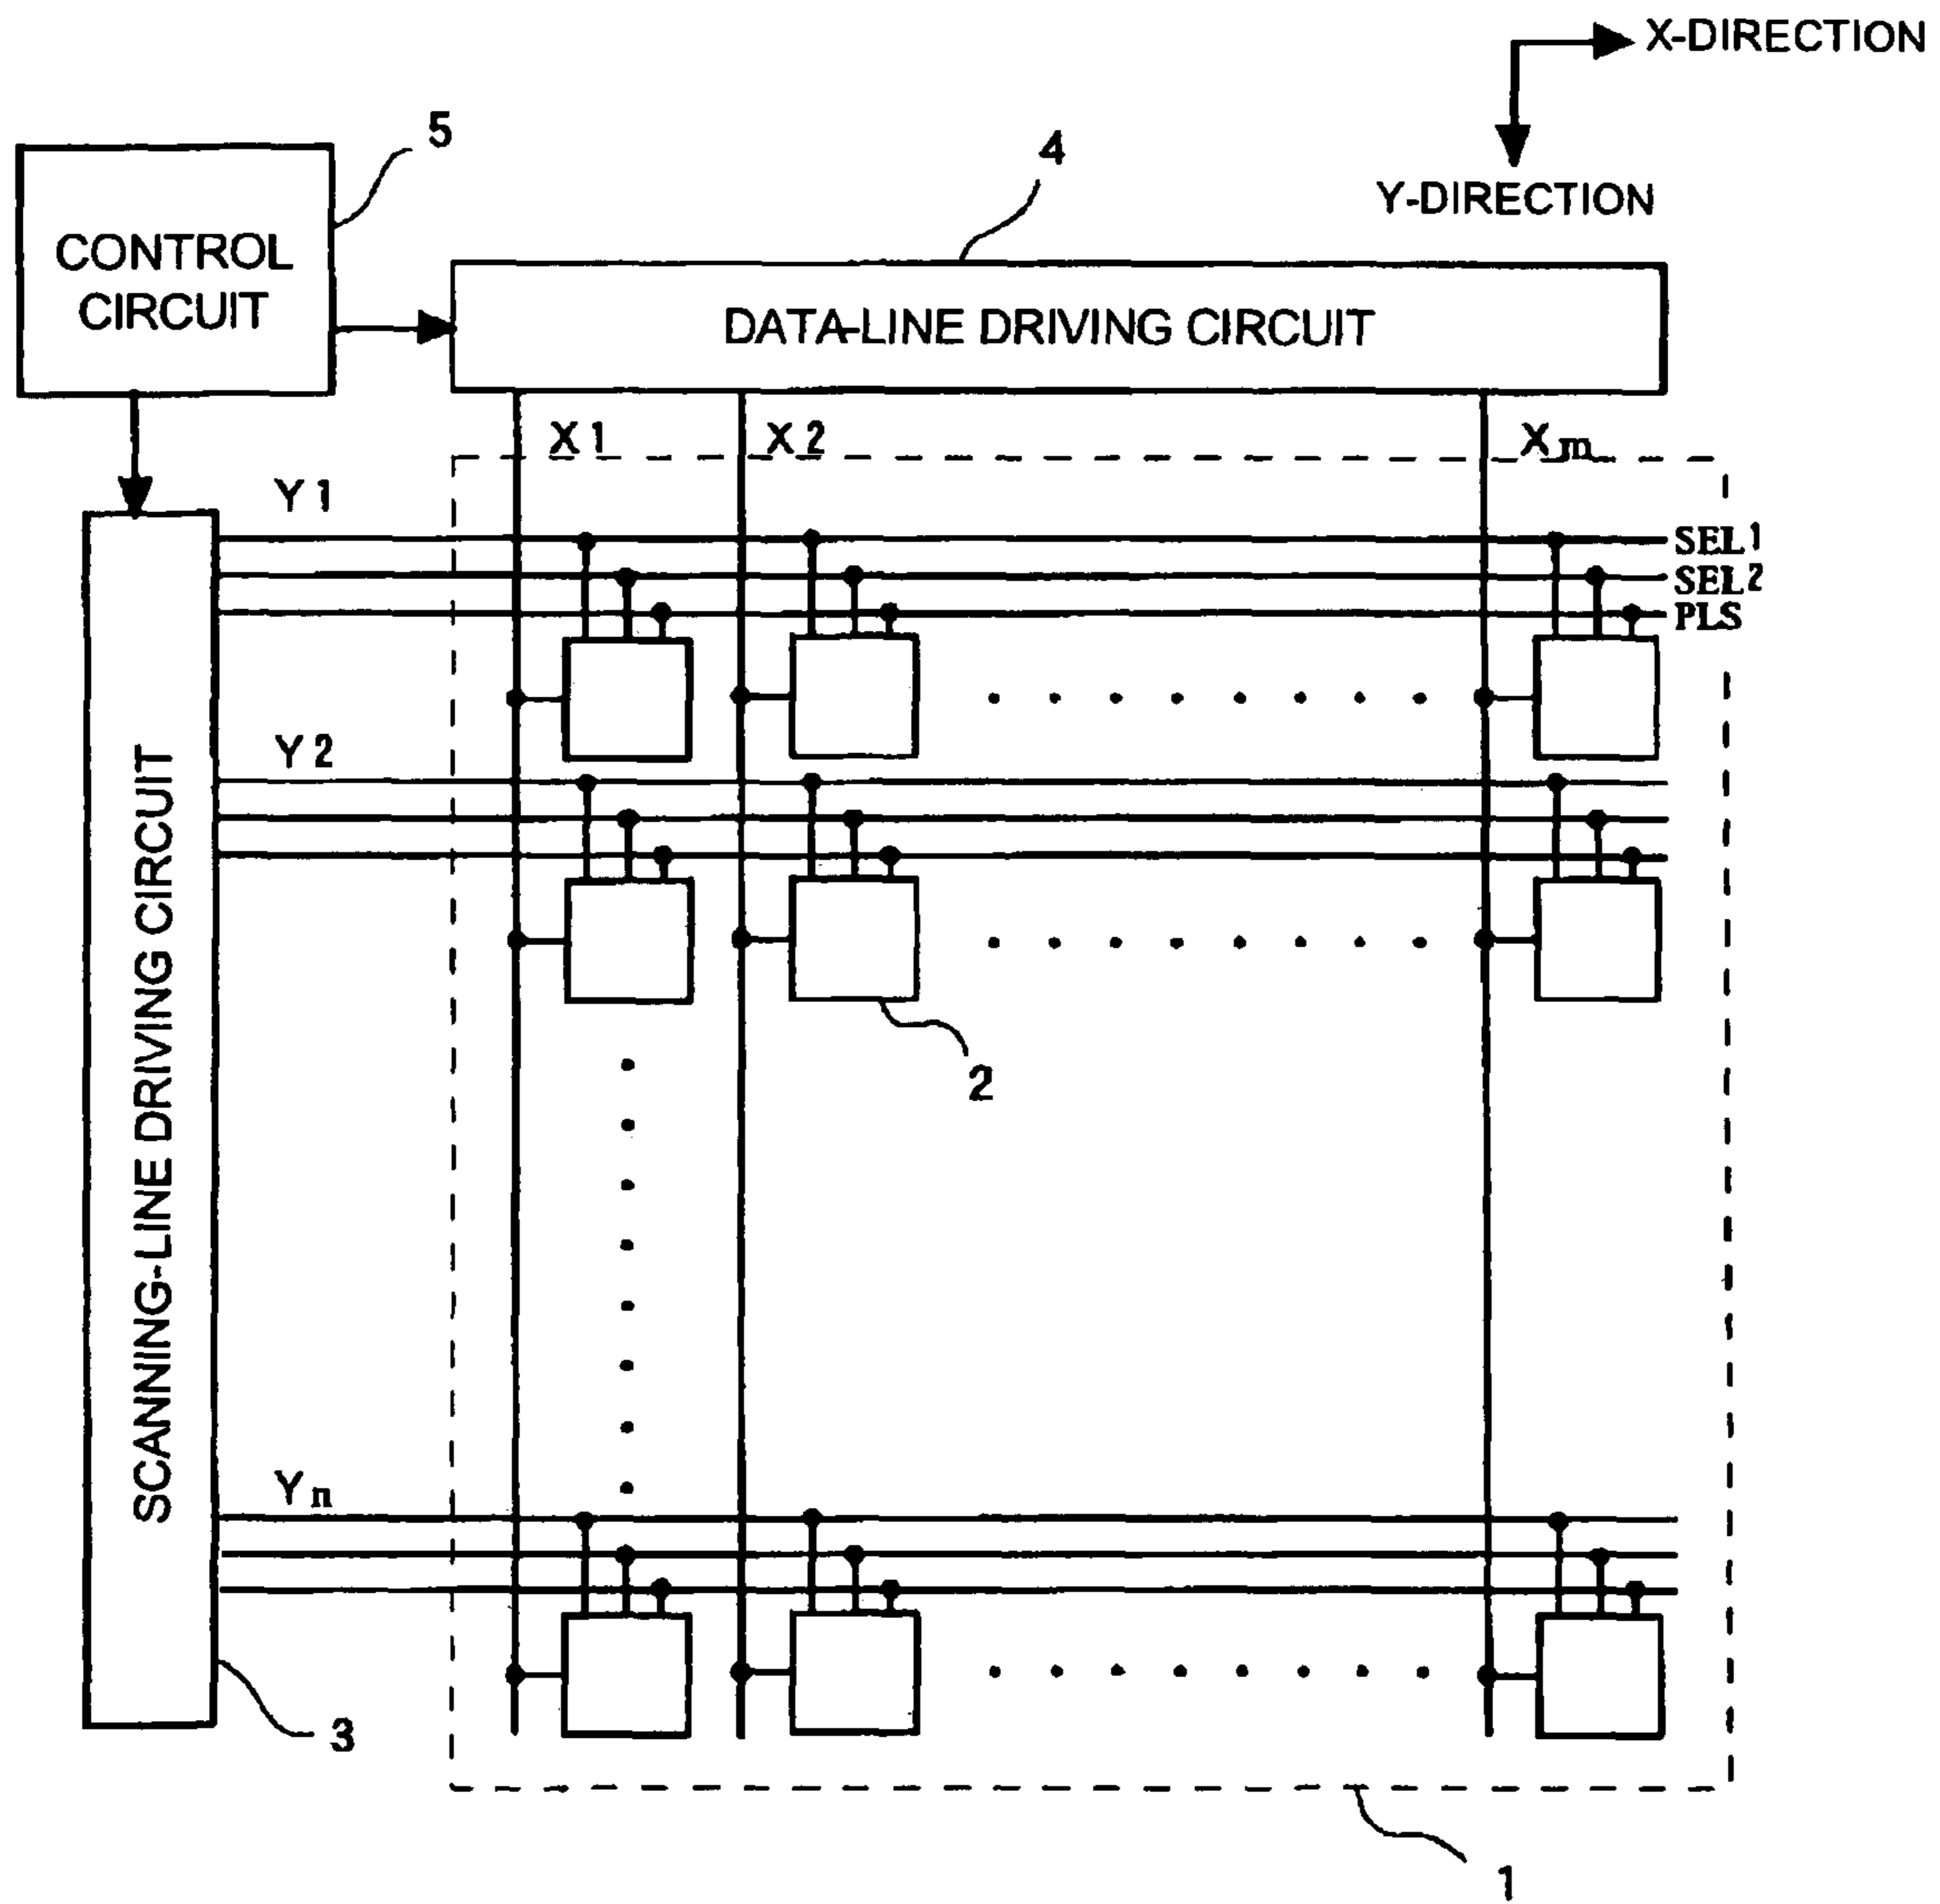 X-DIRECTION
Y-DIRECTION
5
4
CONTROL
CIRCUIT
DATA-LINE DRIVING CIRCUIT
X1
X2
Xm
Y1
SEL1
SEL2
PLS
Y2
SCANNING-LINE DRIVING CIRCUIT
2
Yn
3
1